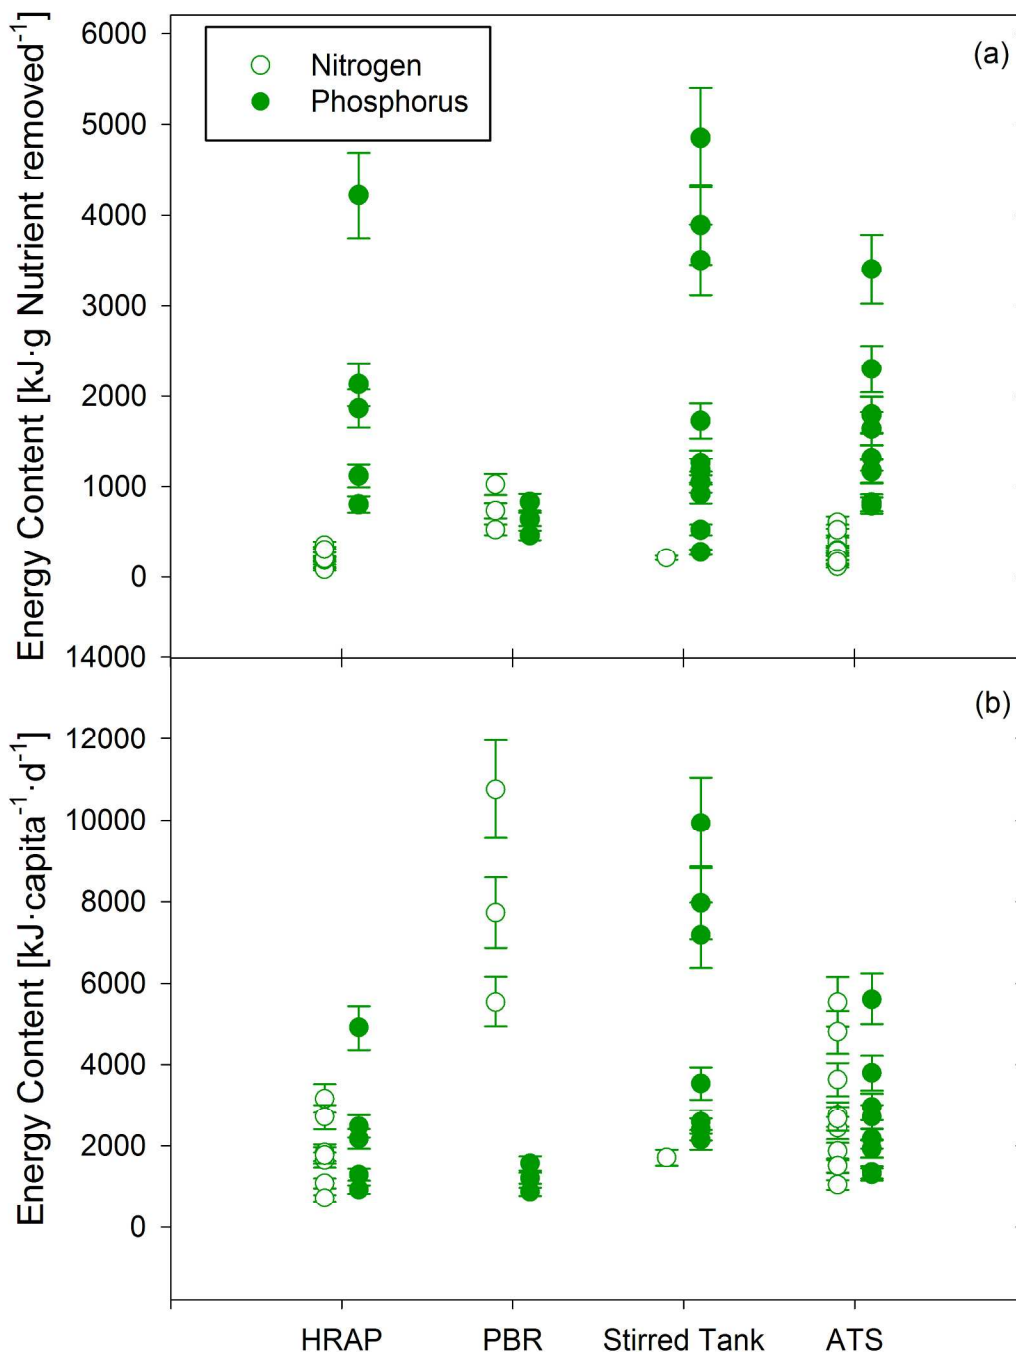 6000
(a)
Nitrogen
Phosphorus
5000
4000
3000
2000
1000
0
Energy Content [kJ·g Nutrient removed⁻¹]
14000
(b)
12000
10000
8000
6000
4000
2000
0
Energy Content [kJ·capita⁻¹·d⁻¹]
HRAP PBR Stirred Tank ATS